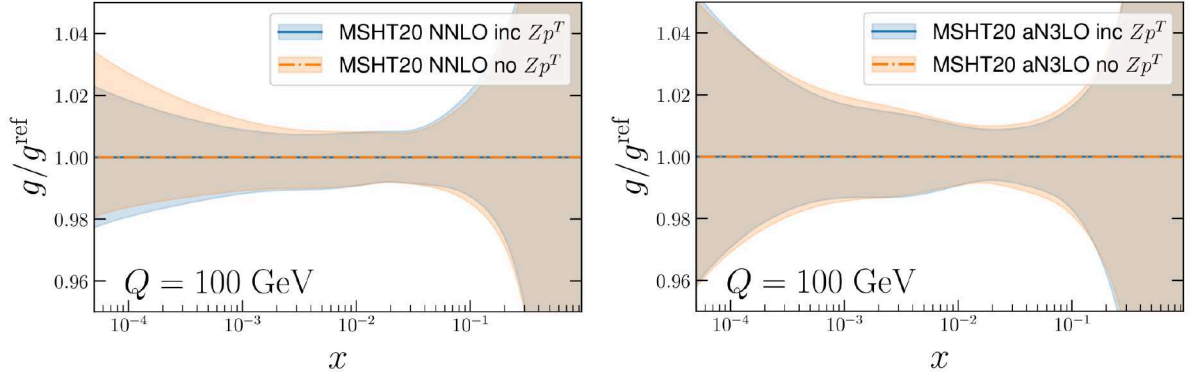 MSHT20 NNLO inc Zp^T
MSHT20 NNLO no Zp^T
1.04
1.02
1.00
0.98
0.96
g/g^ref
Q = 100 GeV
10^−4
10^−3
10^−2
10^−1
x
MSHT20 aN3LO inc Zp^T
MSHT20 aN3LO no Zp^T
1.04
1.02
1.00
0.98
0.96
g/g^ref
Q = 100 GeV
10^−4
10^−3
10^−2
10^−1
x